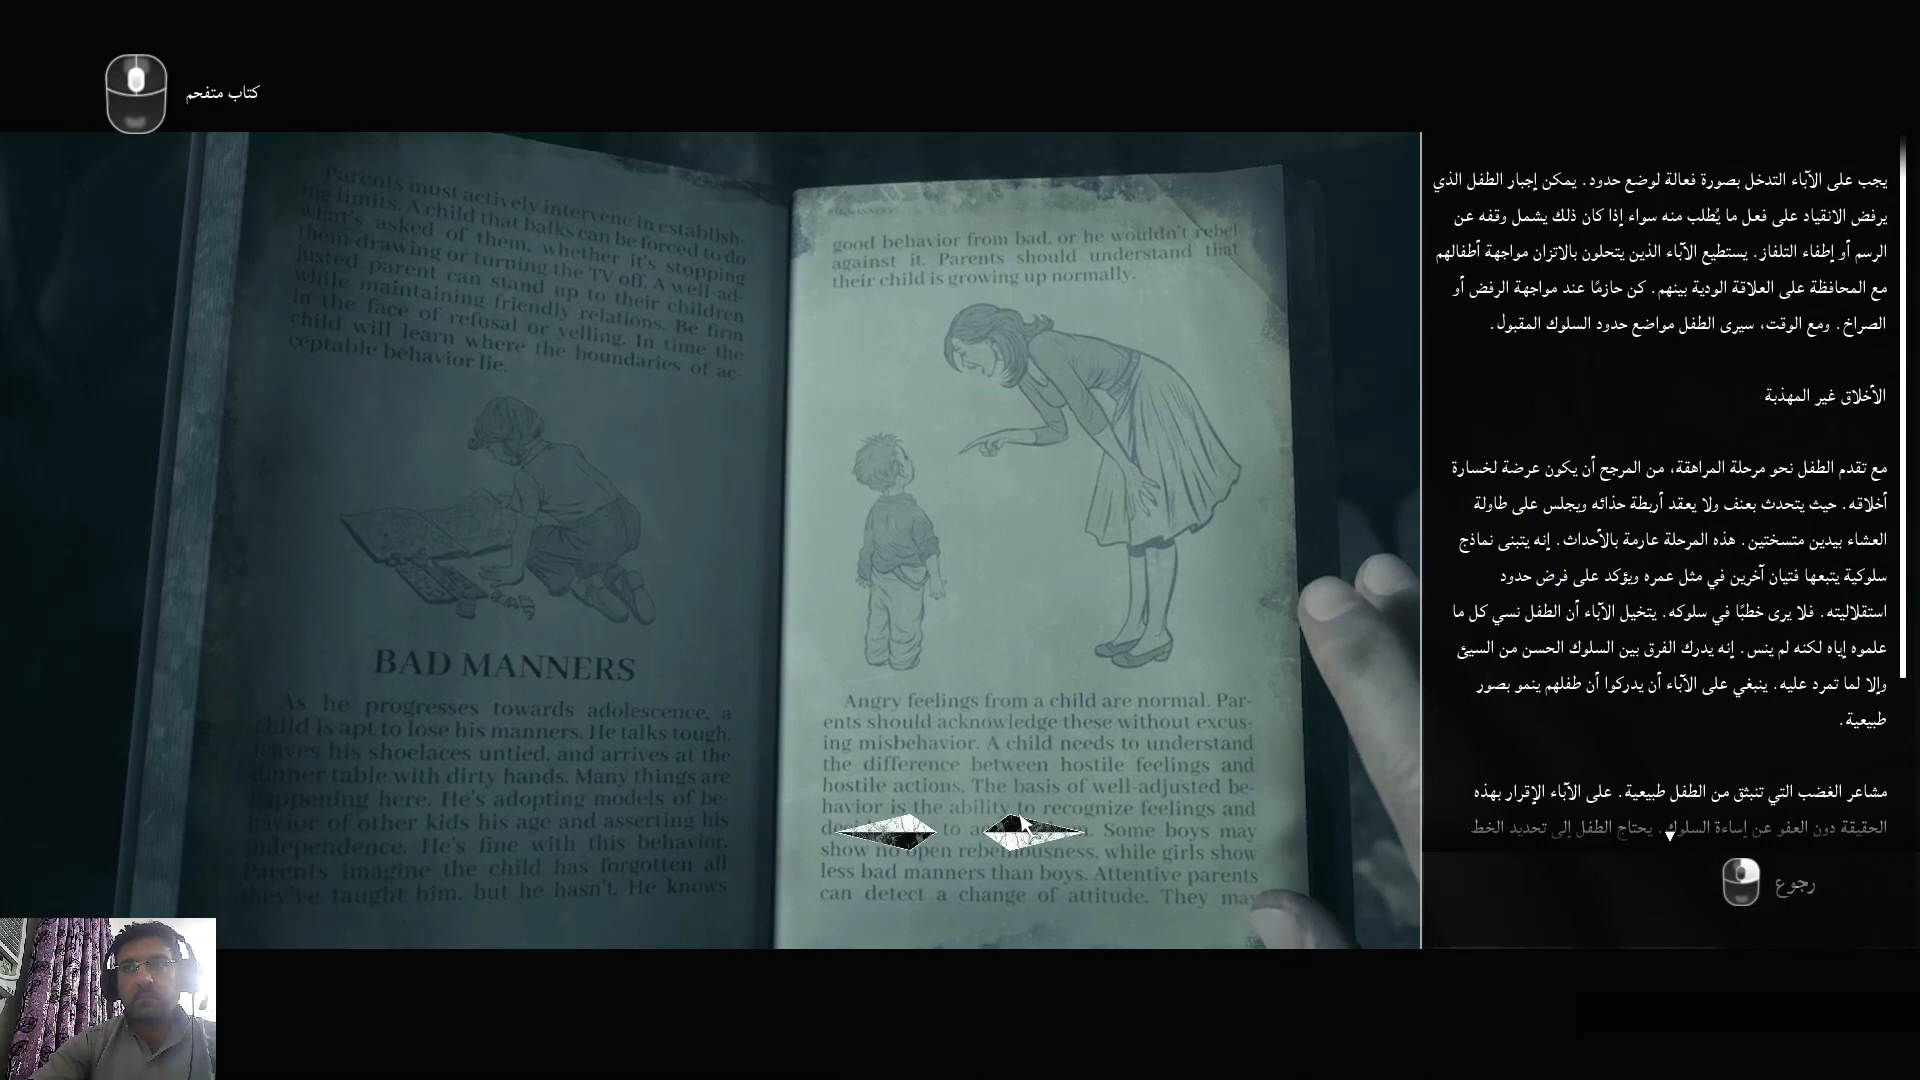 كتاب متفحم
Parents must actively intervene in establish-
ing limits. A child that balks can be forced to do
what's asked of them, whether it's stopping
them drawing or turning the TV off. A well-ad-
justed parent can stand up to their children
while maintaining friendly relations. Be firm
in the face of refusal or yelling. In time the
child will learn where the boundaries of ac-
ceptable behavior lie.
BAD MANNERS
As he progresses towards adolescence, a
child is apt to lose his manners. He talks tough,
leaves his shoelaces untied, and arrives at the
dinner table with dirty hands. Many things are
happening here. He's adopting models of be-
havior of other kids his age and asserting his
independence. He's fine with this behavior.
Parents imagine the child has forgotten all
they've taught him, but he hasn't. He knows
good behavior from bad, or he wouldn't rebel
against it. Parents should understand that
their child is growing up normally.
Angry feelings from a child are normal. Par-
ents should acknowledge these without excus-
ing misbehavior. A child needs to understand
the difference between hostile feelings and
hostile actions. The basis of well-adjusted be-
havior is the ability to recognize feelings and
to Some boys may
show no open rebelliousness, while girls show
less bad manners than boys. Attentive parents
can detect a change of attitude. They may
يجب على الآباء التدخل بصورة فعالة لوضع حدود. يمكن إجبار الطفل الذي
يرفض الانقياد على فعل ما يُطلب منه سواء إذا كان ذلك يشمل وقفه عن
الرسم أو إطفاء التلفاز. يستطيع الآباء الذين يتحلون بالاتزان مواجهة أطفالهم
مع المحافظة على العلاقة الودية بينهم. كن حازمًا عند مواجهة الرفض أو
الصراخ. ومع الوقت، سيرى الطفل مواضع حدود السلوك المقبول.
الأخلاق غير المهذبة
مع تقدم الطفل نحو مرحلة المراهقة، من المرجح أن يكون عرضة لخسارة
أخلاقه. حيث يتحدث بعنف ولا يعقد أربطة حذائه ويجلس على طاولة
العشاء بيدين متسختين. هذه المرحلة عارمة بالأحداث. إنه يتبنى نماذج
سلوكية يتبعها فتيان آخرين في مثل عمره ويؤكد على فرض حدود
استقلاليته. فلا يرى خطبًا في سلوكه. يتخيل الآباء أن الطفل نسي كل ما
علموه إياه لكنه لم ينس. إنه يدرك الفرق بين السلوك الحسن من السيئ
وإلا لما تمرد عليه. ينبغي على الآباء أن يدركوا أن طفلهم ينمو بصور
طبيعية.
مشاعر الغضب التي تنبثق من الطفل طبيعية. على الآباء الإقرار بهذه
الحقيقة دون العفو عن إساءة السلوك. يحتاج الطفل إلى تحديد الخط
رجوع